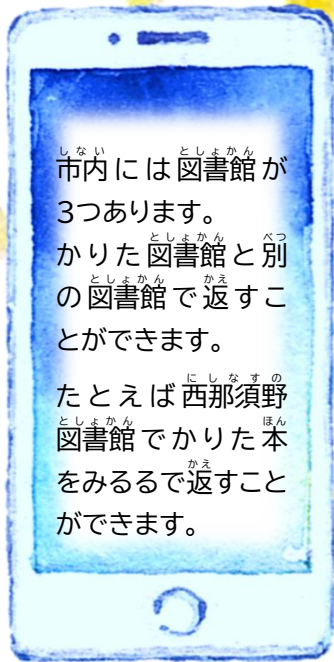 市内には図書館が
3つあります。
かりた図書館と別
の図書館で返すこ
とができます。
たとえば西那須野
図書館でかりた本
をみるるで返すこと
ができます。